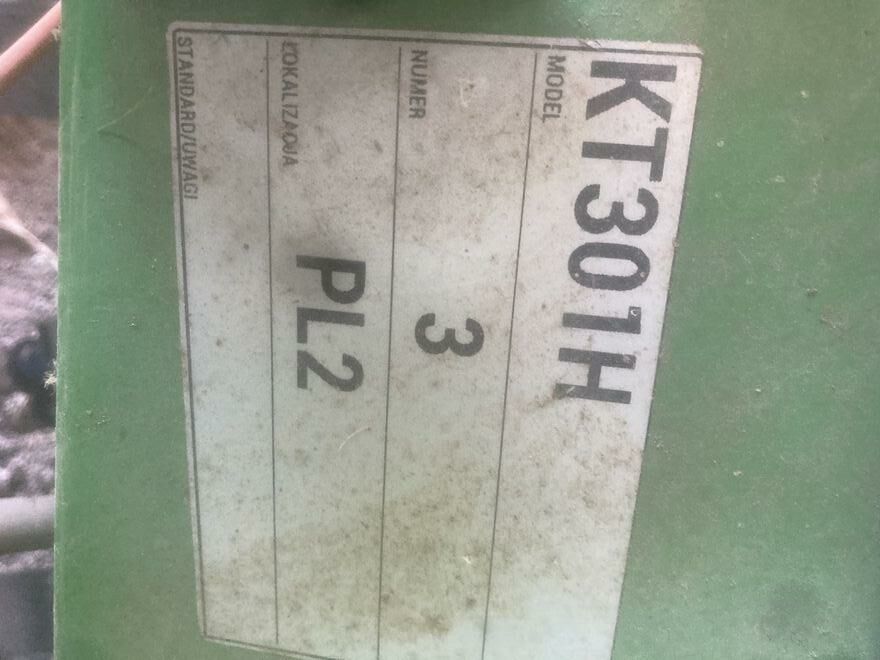 MODEL KT301H
NUMER 3
LOKALIZACJA PL2
STANDARD/UWAGI